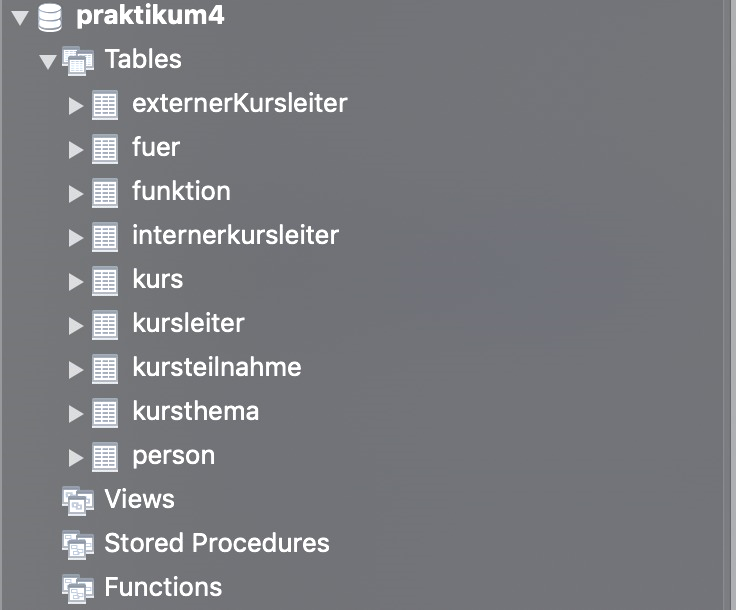 praktikum4
Tables
externerKursleiter
fuer
funktion
internerkursleiter
kurs
kursleiter
kursteilnahme
kursthema
person
Views
Stored Procedures
Functions